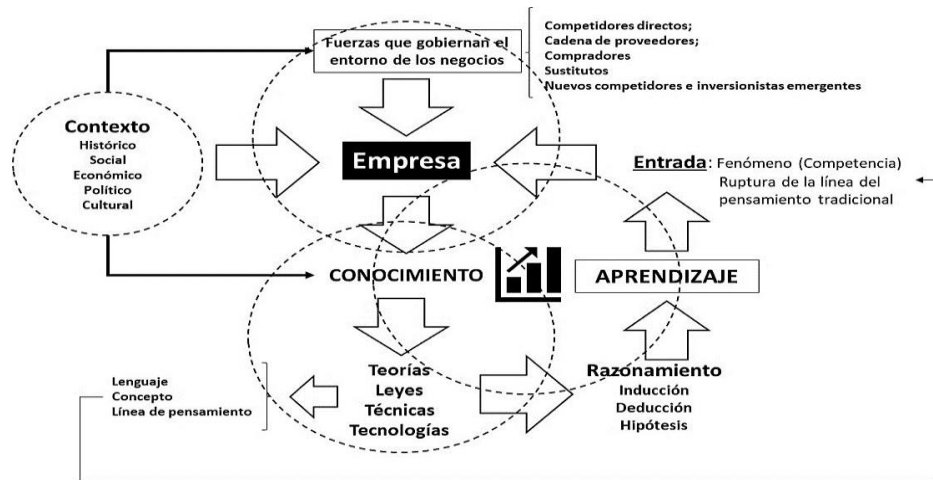 Fuerzas que gobiernan el
entorno de los negocios
Competidores directos;
Cadena de proveedores;
Compradores
Sustitutos
Nuevos competidores e inversionistas emergentes
Contexto
Histórico
Social
Económico
Político
Cultural
Empresa
Entrada: Fenómeno (Competencia)
Ruptura de la línea del
pensamiento tradicional
CONOCIMIENTO
APRENDIZAJE
Lenguaje
Concepto
Línea de pensamiento
Teorías
Leyes
Técnicas
Tecnologías
Razonamiento
Inducción
Deducción
Hipótesis